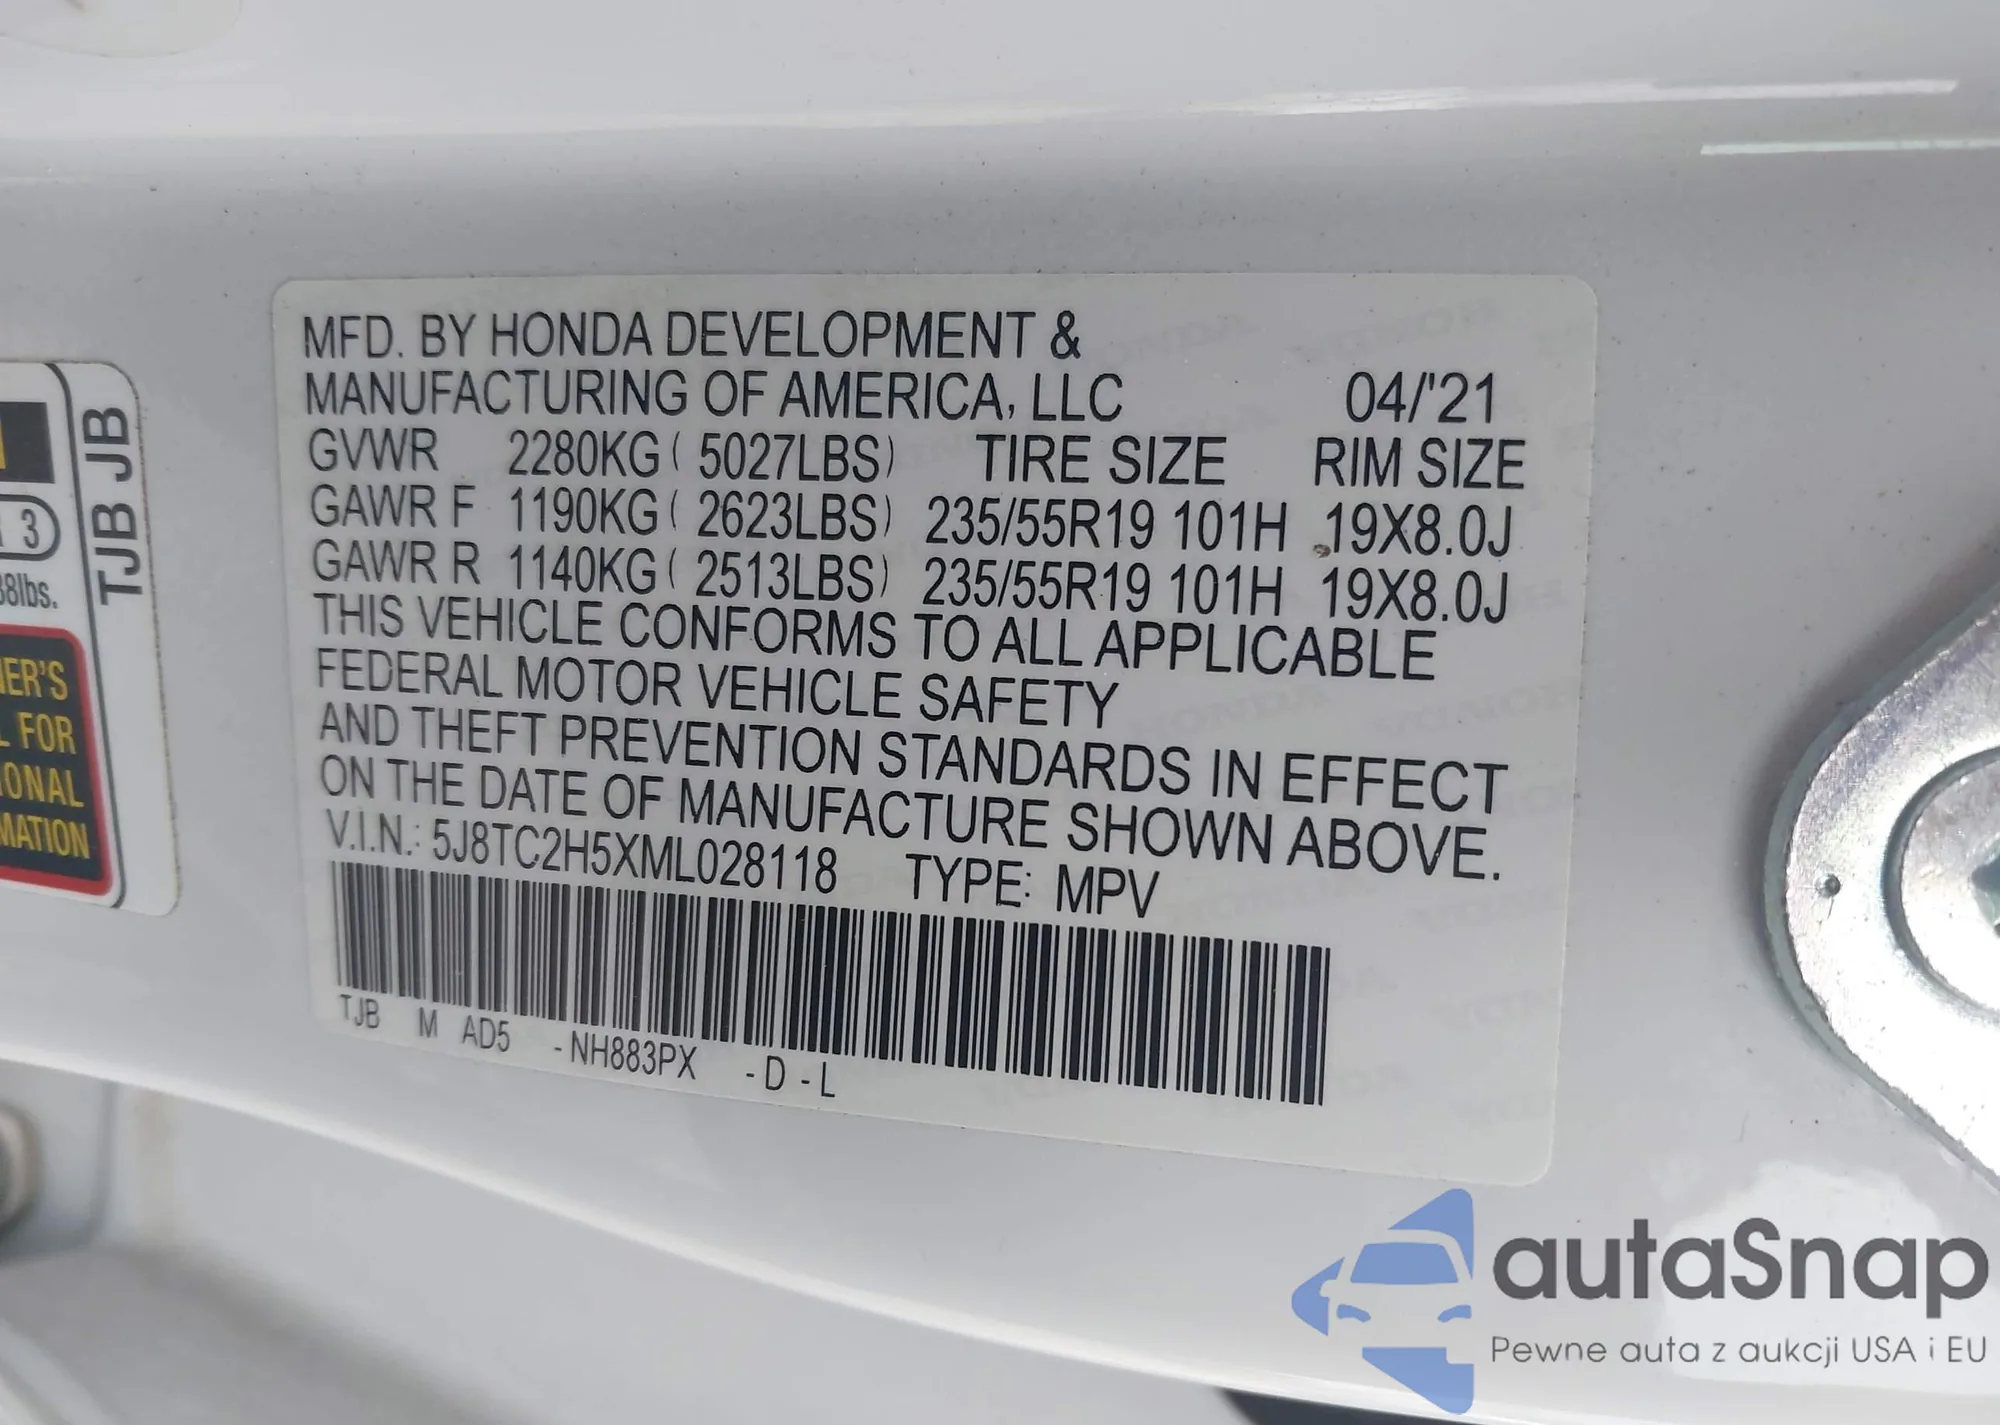 MFD. BY HONDA DEVELOPMENT &
MANUFACTURING OF AMERICA, LLC 04/'21
GVWR 2280KG ( 5027LBS) TIRE SIZE RIM SIZE
GAWR F 1190KG ( 2623LBS) 235/55R19 101H 19X8.0J
GAWR R 1140KG ( 2513LBS) 235/55R19 101H 19X8.0J
THIS VEHICLE CONFORMS TO ALL APPLICABLE
FEDERAL MOTOR VEHICLE SAFETY
AND THEFT PREVENTION STANDARDS IN EFFECT
ON THE DATE OF MANUFACTURE SHOWN ABOVE.
V.I.N.: 5J8TC2H5XML028118 TYPE: MPV
TJB M AD5 -NH883PX -D -L
TJB JB
3
8lbs.
FOR
autaSnap
Pewne auta z aukcji USA i EU